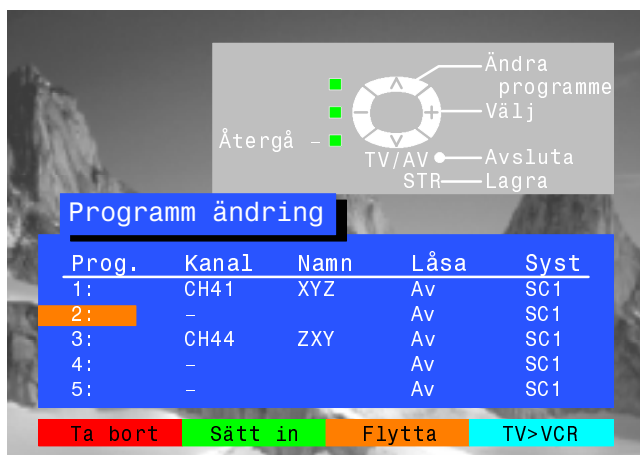 Ändra
programme
Välj
Återgå –
TV/AV Avsluta
STR Lagra
Programm ändring
Prog. Kanal Namn Låsa Syst
1: CH41 XYZ Av SC1
2: – Av SC1
3: CH44 ZXY Av SC1
4: – Av SC1
5: – Av SC1
Ta bort Sätt in Flytta TV>VCR